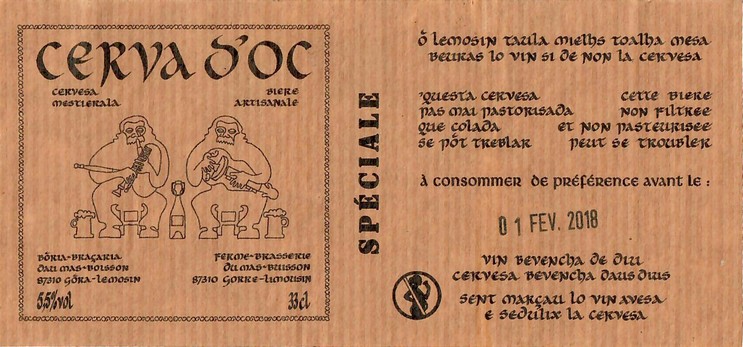 CERVA D'OC
CERVESA
MESTIERALA
BIERE
ARTISANALE
BÒRIA-BRAÇARIA
DAU MAS-BOISSON
87310 GÒRA-LEMOSIN
FERME-BRASSERIE
DU MAS-BUISSON
87310 GORRE-LIMOUSIN
5,5%vol
33cl
SPÉCIALE
Ô LEMOSIN TAULA MIELHS TOALHA MESA
BEURAS LO VIN SI DE NON LA CERVESA
'QUESTA CERVESA
PAS MAI PASTORISADA
QUE COLADA
SE PÒT TREBLAR
CETTE BIERE
NON FILTREE
ET NON PASTEURISEE
PEUT SE TROUBLER
À CONSOMMER DE PRÉFÉRENCE AVANT LE :
01 FEV. 2018
VIN BEVENCHA DE DIU
CERVESA BEVENCHA DAUS DIUS
SENT MARÇAU LO VIN AVESA
E SEDULIX LA CERVESA